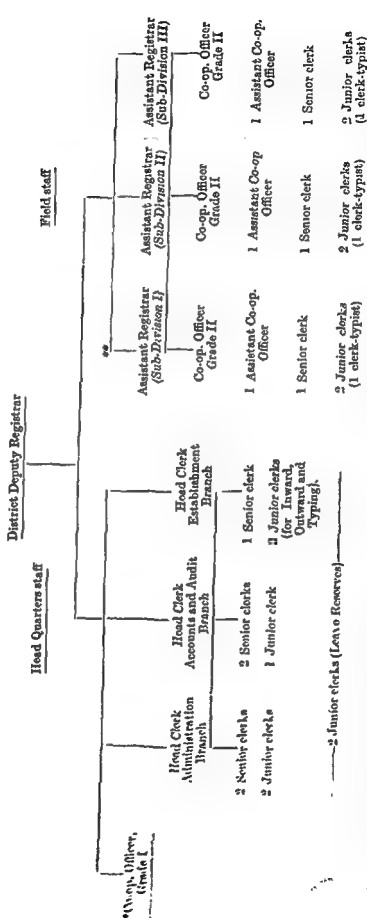 District Deputy Registrar
Head Quarters staff
Field staff
Co-op. Officer,
Grade I
Head Clerk
Administration
Branch
2 Senior clerks
2 Junior clerks
Head Clerk
Accounts and Audit
Branch
2 Senior clerks
1 Junior clerk
Head Clerk
Establishment
Branch
1 Senior clerk
2 Junior clerks
(for Inward,
Outward and
Typing).
2 Junior clerks (Leave Reserves)
**
Assistant Registrar
(Sub-Division I)
Co-op. Officer
Grade II
1 Assistant Co-op.
Officer
1 Senior clerk
2 Junior clerks
(1 clerk-typist)
Assistant Registrar
(Sub-Division II)
Co-op. Officer
Grade II
1 Assistant Co-op
Officer
1 Senior clerk
2 Junior clerks
(1 clerk-typist)
Assistant Registrar
(Sub-Division III)
Co-op. Officer
Grade II
1 Assistant Co-op.
Officer
1 Senior clerk
2 Junior clerks
(1 clerk-typist)